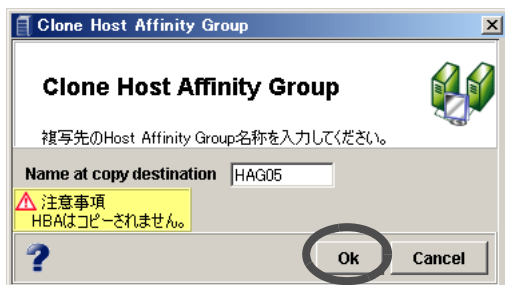 Clone Host Affinity Group
Clone Host Affinity Group
複写先のHost Affinity Group名称を入力してください。
Name at copy destination HAG05
注意事項
HBAはコピーされません。
Ok Cancel